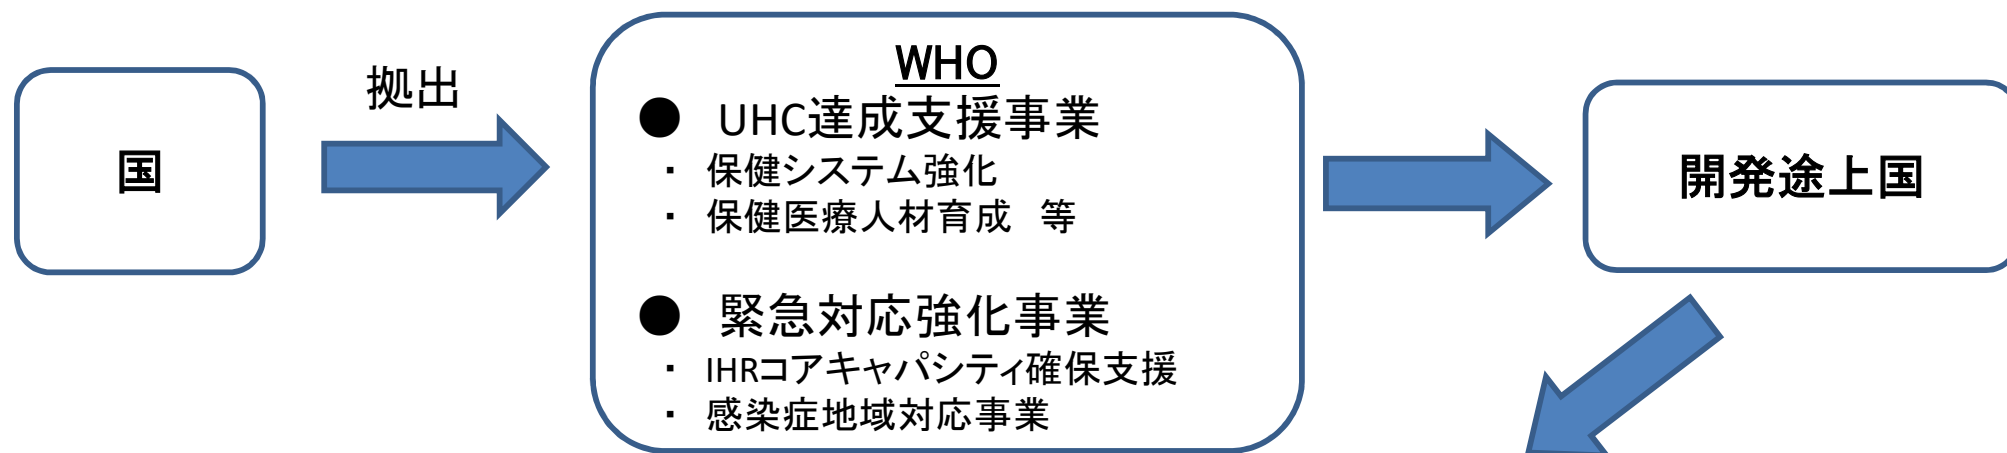 国
拠出
WHO
● UHC達成支援事業
・ 保健システム強化
・ 保健医療人材育成　等
● 緊急対応強化事業
・ IHRコアキャパシティ確保支援
・ 感染症地域対応事業
開発途上国